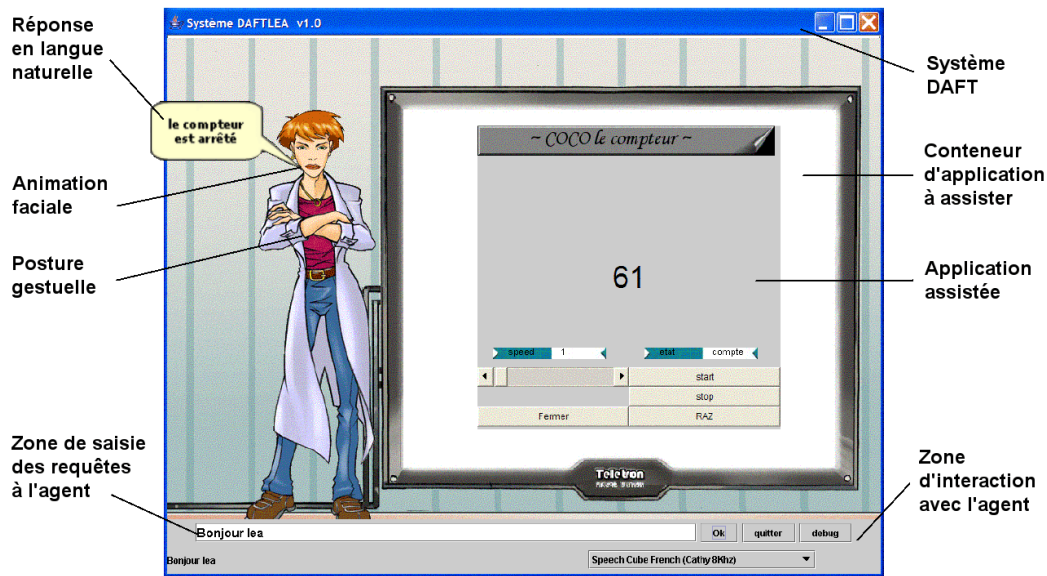 Réponse
en langue
naturelle
Système DAFTLEA v1.0
Système
DAFT
le compteur
est arrêté
~ COCO le compteur ~
Conteneur
d'application
à assister
Animation
faciale
Posture
gestuelle
61
Application
assistée
speed 1
etat compte
start
stop
Fermer
RAZ
Zone de saisie
des requêtes
à l'agent
Teletron
Zone
d'interaction
avec l'agent
Bonjour lea
Ok
quitter
debug
Bonjour lea
Speech Cube French (Cathy 8Khz)